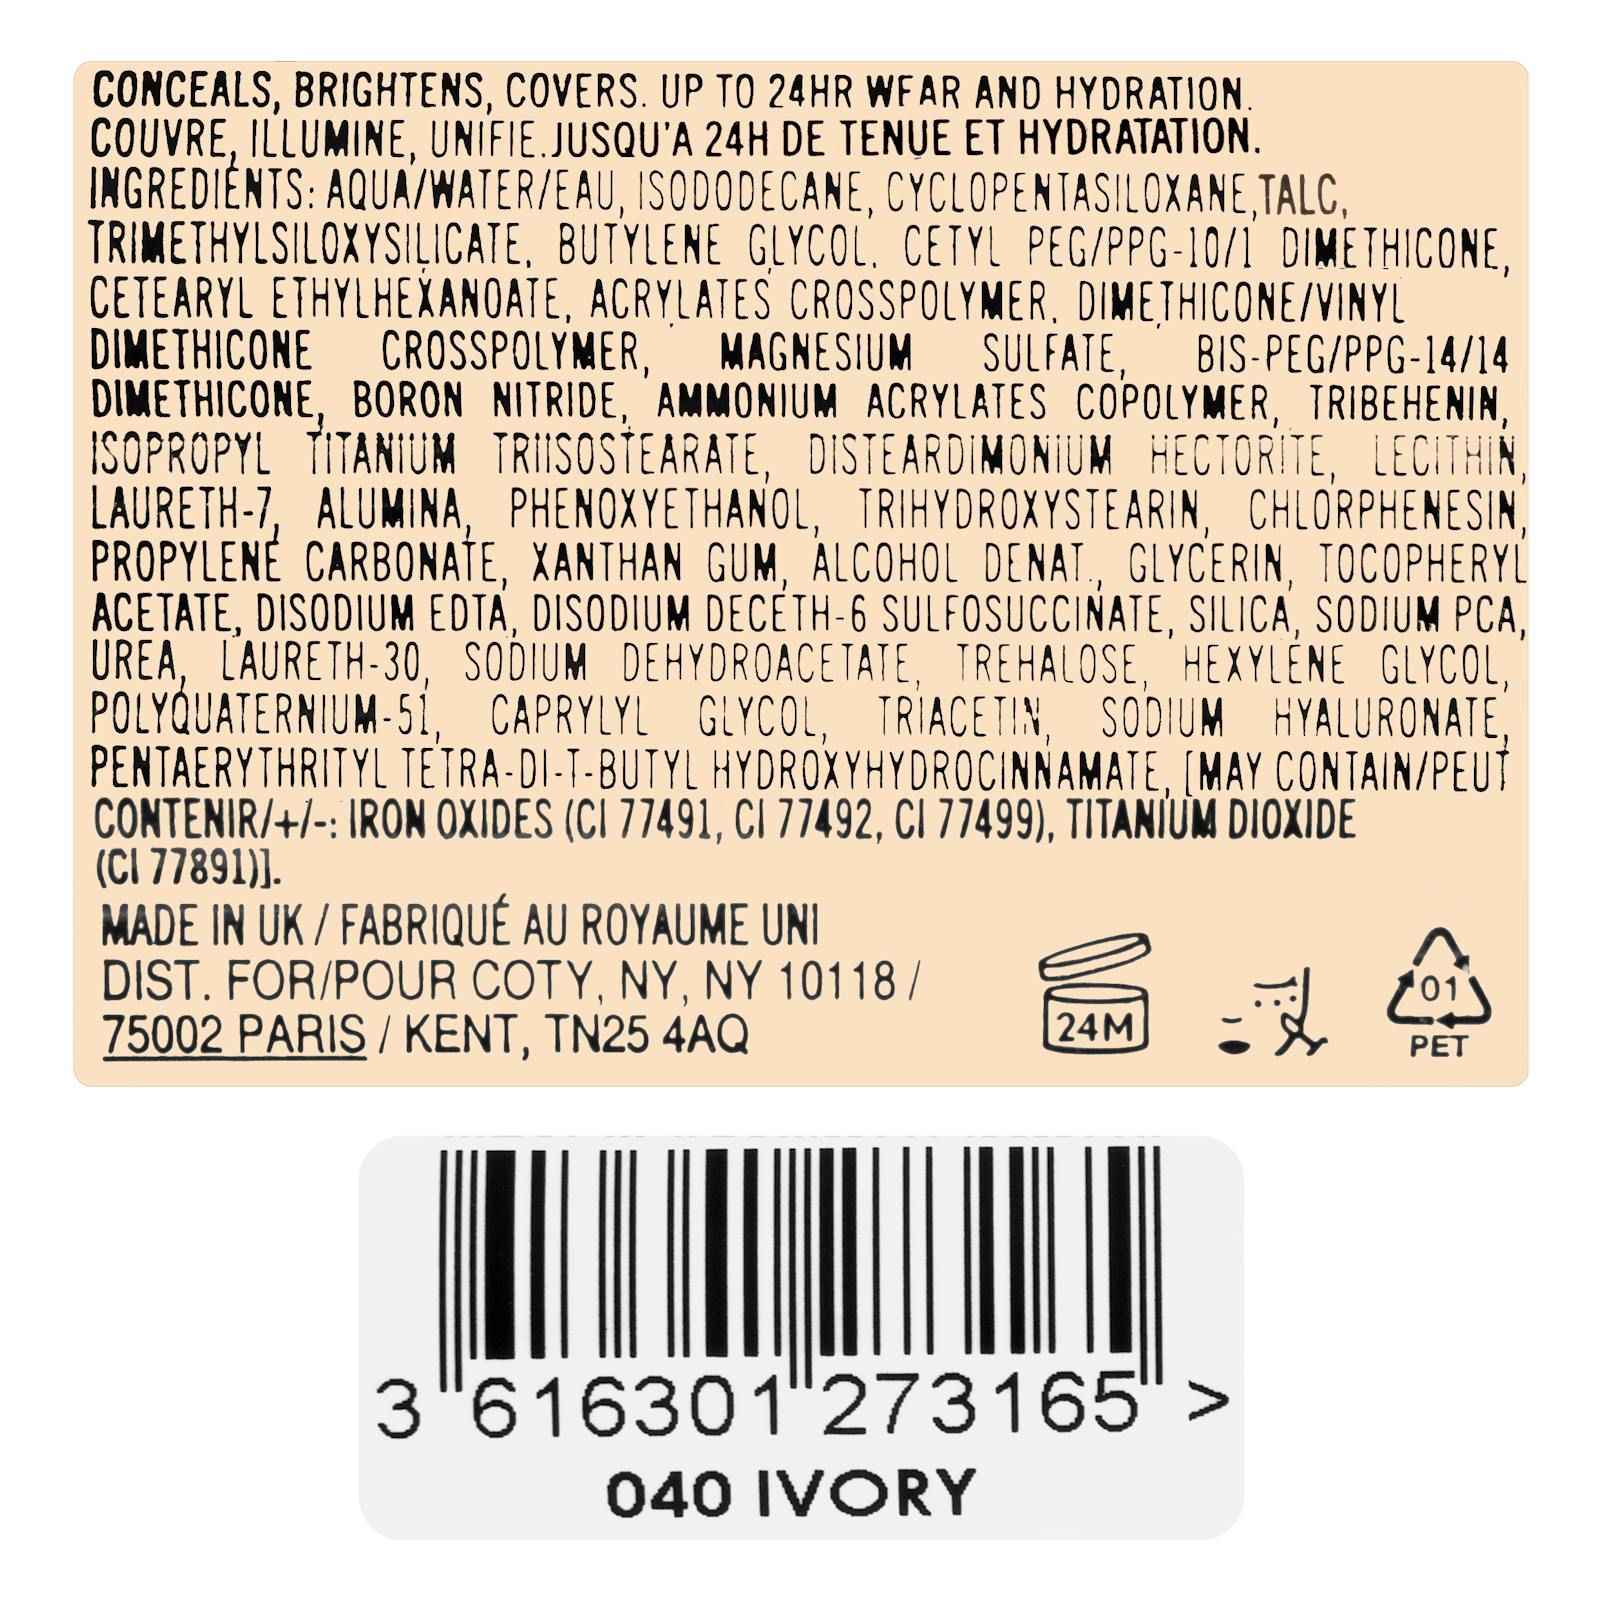 CONCEALS, BRIGHTENS, COVERS. UP TO 24HR WFAR AND HYDRATION.
COUVRE, ILLUMINE, UNIFIE.JUSQU'A 24H DE TENUE ET HYDRATATION.
INGREDIENTS: AQUA/WATER/EAU, ISODODECANE, CYCLOPENTASILOXANE,TALC,
TRIMETHYLSILOXYSILICATE, BUTYLENE GLYCOL, CETYL PEG/PPG-10/1 DIMETHICONE,
CETEARYL ETHYLHEXANOATE, ACRYLATES CROSSPOLYMER, DIMETHICONE/VINYL
DIMETHICONE CROSSPOLYMER, MAGNESIUM SULFATE, BIS-PEG/PPG-14/14
DIMETHICONE, BORON NITRIDE, AMMONIUM ACRYLATES COPOLYMER, TRIBEHENIN,
ISOPROPYL TITANIUM TRIISOSTEARATE, DISTEARDIMONIUM HECTORITE, LECITHIN,
LAURETH-7, ALUMINA, PHENOXYETHANOL, TRIHYDROXYSTEARIN, CHLORPHENESIN,
PROPYLENE CARBONATE, XANTHAN GUM, ALCOHOL DENAT., GLYCERIN, TOCOPHERYL
ACETATE, DISODIUM EDTA, DISODIUM DECETH-6 SULFOSUCCINATE, SILICA, SODIUM PCA,
UREA, LAURETH-30, SODIUM DEHYDROACETATE, TREHALOSE, HEXYLENE GLYCOL,
POLYQUATERNIUM-51, CAPRYLYL GLYCOL, TRIACETIN, SODIUM HYALURONATE,
PENTAERYTHRITYL TETRA-DI-T-BUTYL HYDROXYHYDROCINNAMATE, [MAY CONTAIN/PEUT
CONTENIR/+/-: IRON OXIDES (CI 77491, CI 77492, CI 77499), TITANIUM DIOXIDE
(CI 77891)].
MADE IN UK / FABRIQUÉ AU ROYAUME UNI
DIST. FOR/POUR COTY, NY, NY 10118 /
75002 PARIS / KENT, TN25 4AQ
24M
01
PET
3 616301 273165 >
040 IVORY